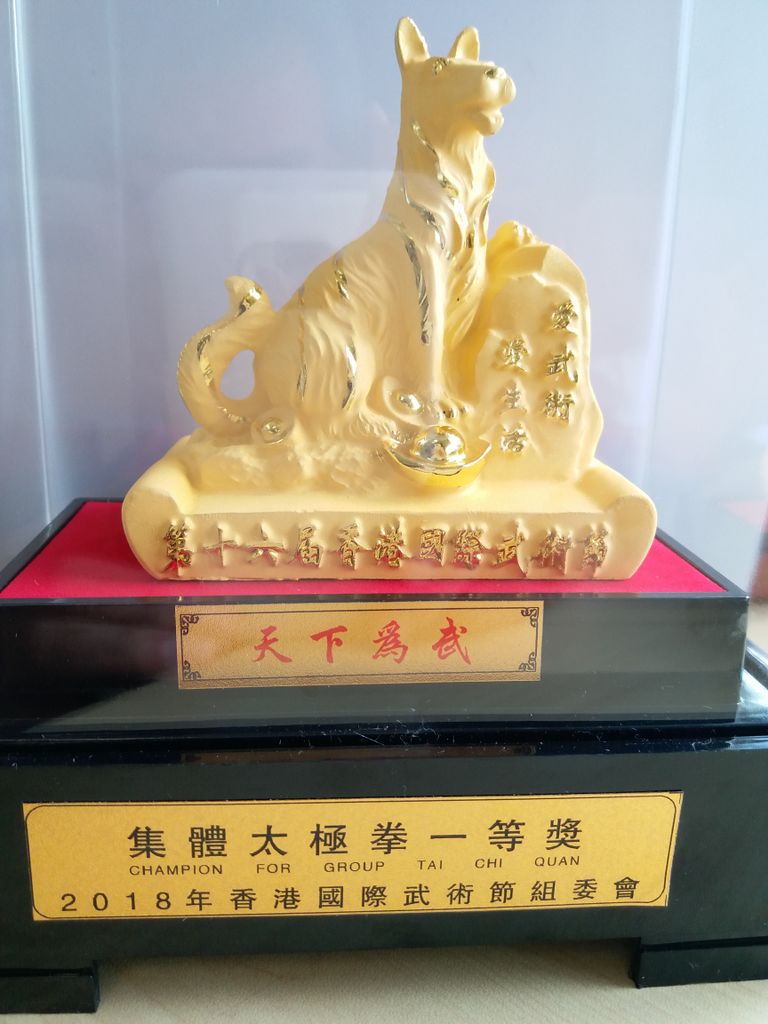 愛武術
愛生活
第十六届香港國際武術節
天下為武
集體太極拳一等獎
CHAMPION FOR GROUP TAI CHI QUAN
2018年香港國際武術節組委會